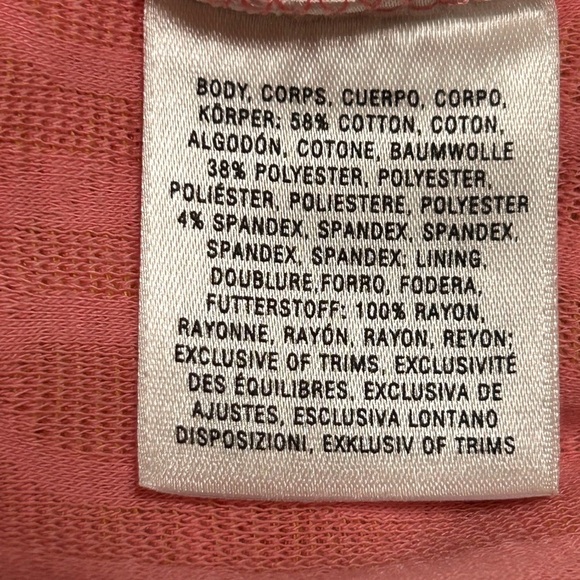 BODY, CORPS, CUERPO, CORPO,
KÖRPER: 58% COTTON, COTON,
ALGODÓN, COTONE, BAUMWOLLE
38% POLYESTER, POLYESTER,
POLIÉSTER, POLIESTERE, POLYESTER
4% SPANDEX, SPANDEX, SPANDEX,
SPANDEX, SPANDEX, LINING,
DOUBLURE,FORRO, FODERA,
FUTTERSTOFF: 100% RAYON,
RAYONNE, RAYÓN, RAYON, REYON;
EXCLUSIVE OF TRIMS, EXCLUSIVITÉ
DES ÉQUILIBRES, EXCLUSIVA DE
AJUSTES, ESCLUSIVA LONTANO
DISPOSIZIONI, EXKLUSIV OF TRIMS